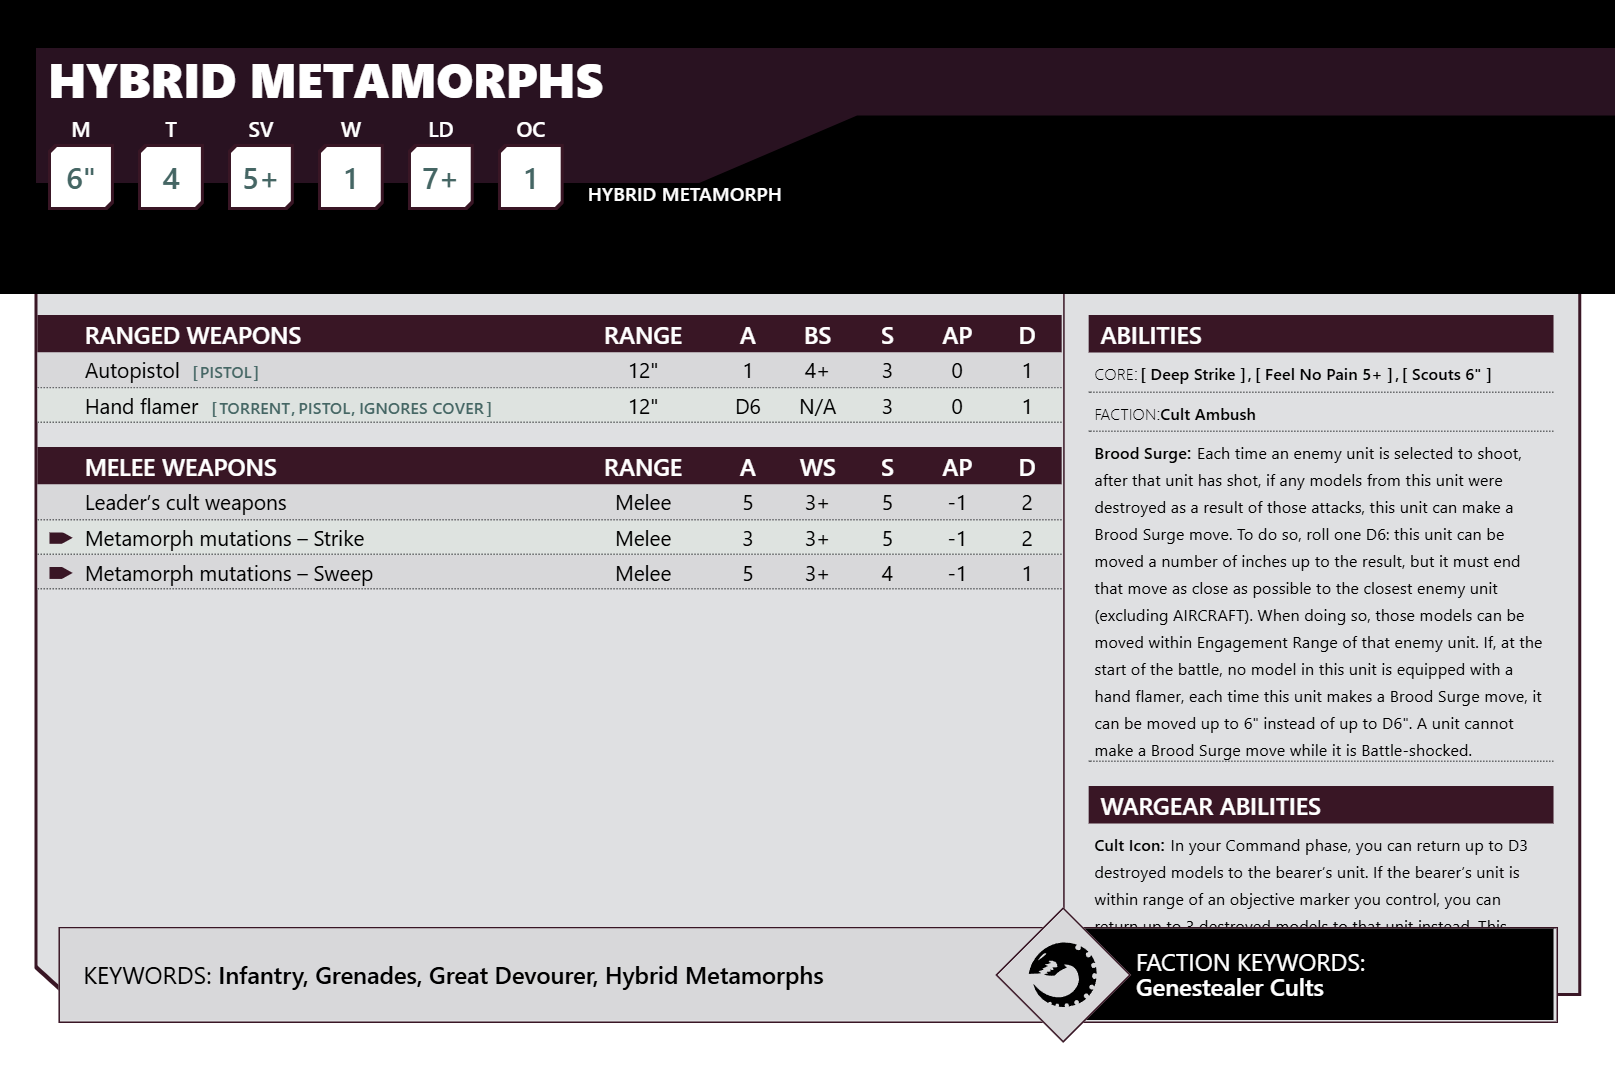 HYBRID METAMORPHS
M T SV W LD OC
6" 4 5+ 1 7+ 1
HYBRID METAMORPH
RANGED WEAPONS RANGE A BS S AP D
Autopistol [PISTOL] 12" 1 4+ 3 0 1
Hand flamer [TORRENT, PISTOL, IGNORES COVER] 12" D6 N/A 3 0 1
MELEE WEAPONS RANGE A WS S AP D
Leader’s cult weapons Melee 5 3+ 5 -1 2
Metamorph mutations – Strike Melee 3 3+ 5 -1 2
Metamorph mutations – Sweep Melee 5 3+ 4 -1 1
ABILITIES
CORE: [ Deep Strike ], [ Feel No Pain 5+ ], [ Scouts 6" ]
FACTION:Cult Ambush
Brood Surge: Each time an enemy unit is selected to shoot,
after that unit has shot, if any models from this unit were
destroyed as a result of those attacks, this unit can make a
Brood Surge move. To do so, roll one D6: this unit can be
moved a number of inches up to the result, but it must end
that move as close as possible to the closest enemy unit
(excluding AIRCRAFT). When doing so, those models can be
moved within Engagement Range of that enemy unit. If, at the
start of the battle, no model in this unit is equipped with a
hand flamer, each time this unit makes a Brood Surge move, it
can be moved up to 6" instead of up to D6". A unit cannot
make a Brood Surge move while it is Battle-shocked.
WARGEAR ABILITIES
Cult Icon: In your Command phase, you can return up to D3
destroyed models to the bearer’s unit. If the bearer’s unit is
within range of an objective marker you control, you can
return up to 3 destroyed models to that unit instead. This
KEYWORDS: Infantry, Grenades, Great Devourer, Hybrid Metamorphs
FACTION KEYWORDS:
Genestealer Cults